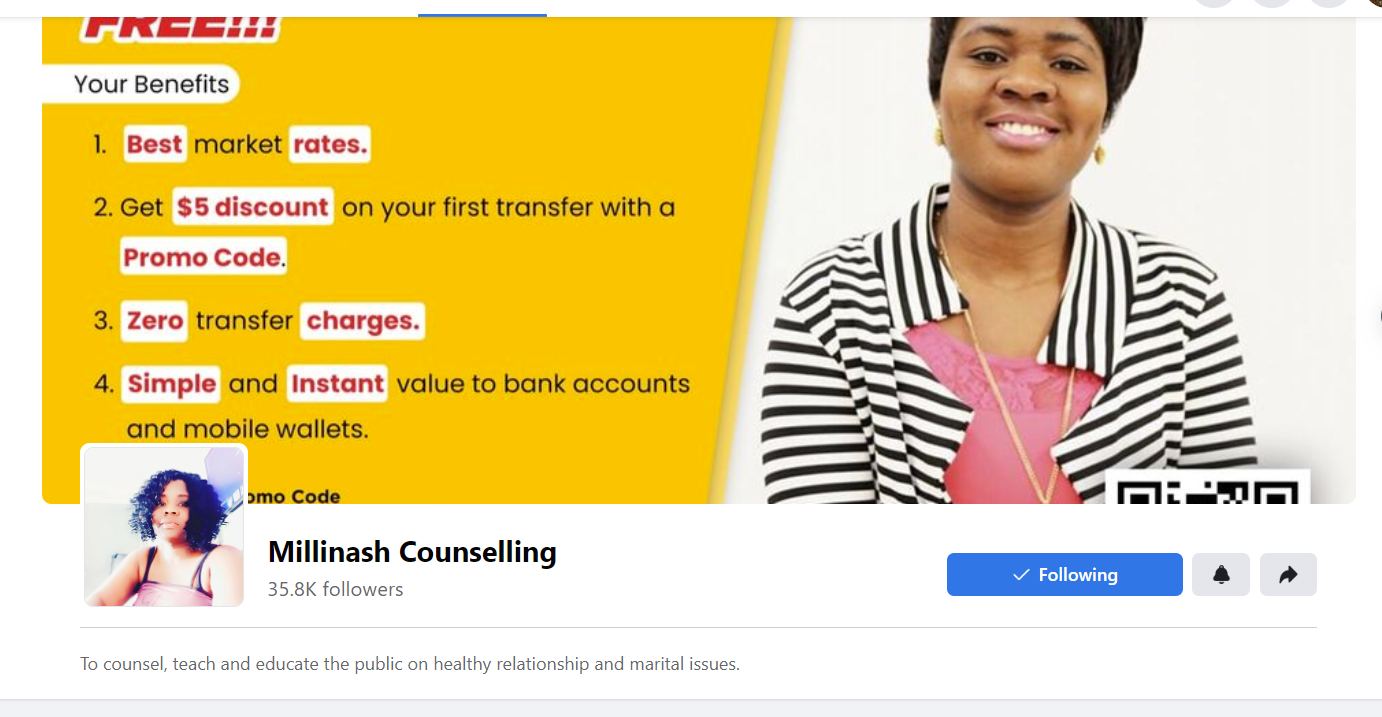 FREE!!!
Your Benefits
1. Best market rates.
2. Get $5 discount on your first transfer with a
Promo Code.
3. Zero transfer charges.
4. Simple and Instant value to bank accounts
and mobile wallets.
Code
Millinash Counselling
35.8K followers
Following
To counsel, teach and educate the public on healthy relationship and marital issues.